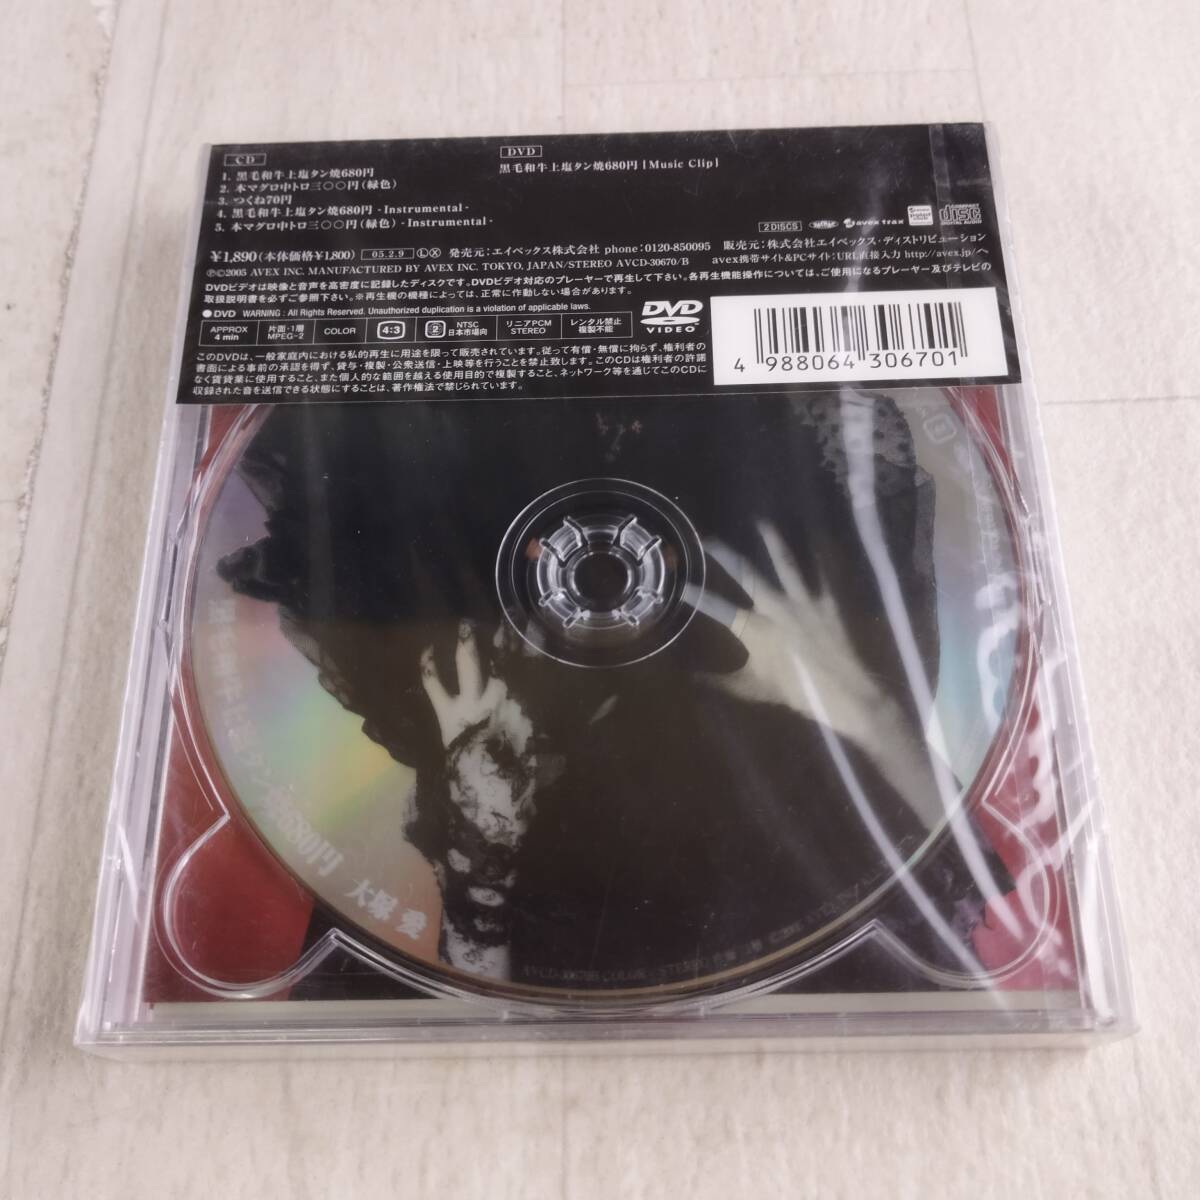 CD
1. 黒毛和牛上塩タン焼680円
2. 本マグロ中トロ三〇〇円（緑色）
3. つくね70円
4. 黒毛和牛上塩タン焼680円 - Instrumental -
5. 本マグロ中トロ三〇〇円（緑色）- Instrumental -
DVD
黒毛和牛上塩タン焼680円 [Music Clip]
2 DISCS
avex trax
COMPACT disc DIGITAL AUDIO
¥1,890（本体価格¥1,800） 05.2.9 Ⓛ Ⓧ 発売元：エイベックス株式会社 phone: 0120-850095 販売元：株式会社エイベックス・ディストリビューション
℗©2005 AVEX INC. MANUFACTURED BY AVEX INC. TOKYO, JAPAN/STEREO AVCD-30670/B avex携帯サイト&PCサイト：URL直接入力 http://avex.jp/へ
DVDビデオは映像と音声を高密度に記録したディスクです。DVDビデオ対応のプレーヤーで再生して下さい。各再生機能操作については、ご使用になるプレーヤー及びテレビの
取扱説明書を必ずご参照下さい。※再生機の機種によっては、正常に作動しない場合があります。
● DVD WARNING : All Rights Reserved. Unauthorized duplication is a violation of applicable laws.
APPROX 4 min 片面・1層 MPEG-2 COLOR 4:3 2 NTSC 日本市場向 リニアPCM STEREO レンタル禁止 複製不能
DVD VIDEO
このDVDは、一般家庭内における私的再生に用途を限って販売されています。従って有償・無償に拘らず、権利者の
書面による事前の承認を得ず、貸与・複製・公衆送信・上映等を行うことを禁止致します。このCDは権利者の許諾
なく賃貸業に使用すること、また個人的な範囲を越える使用目的で複製すること、ネットワーク等を通じてこのCDに
収録された音を送信できる状態にすることは、著作権法で禁じられています。
4 988064 306701
680円 大塚 愛